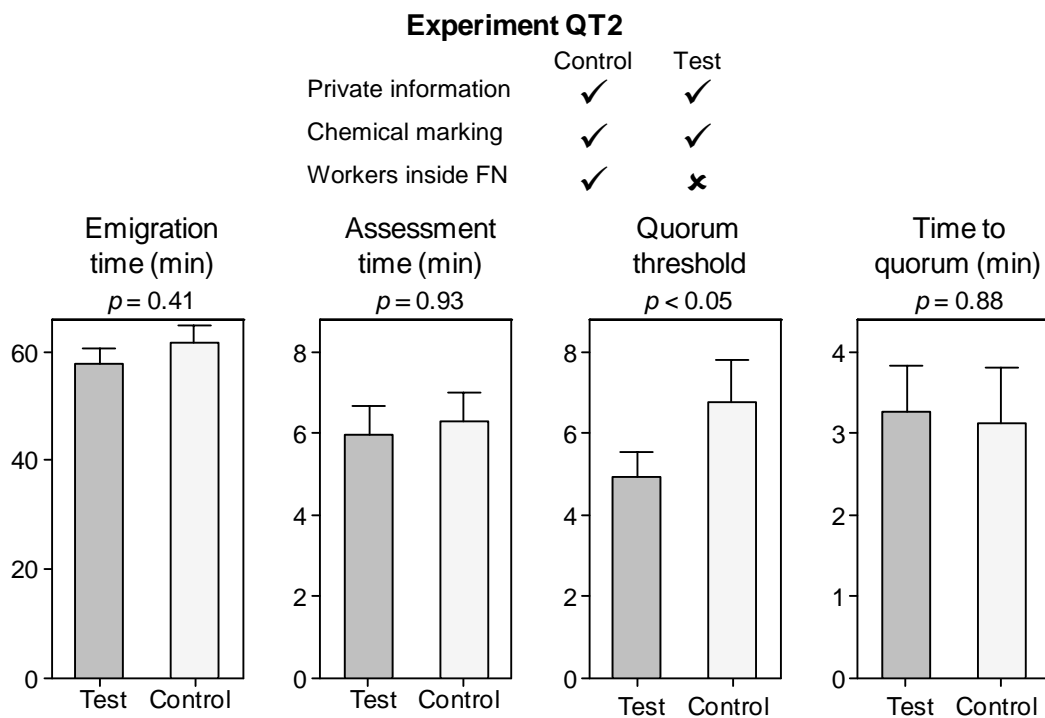 Experiment QT2
Control Test
Private information ✓ ✓
Chemical marking ✓ ✓
Workers inside FN ✓ ✘
Emigration
time (min)
p = 0.41
60
40
20
0
Test Control
Assessment
time (min)
p = 0.93
8
6
4
2
0
Test Control
Quorum
threshold
p < 0.05
8
6
4
2
0
Test Control
Time to
quorum (min)
p = 0.88
4
3
2
1
0
Test Control